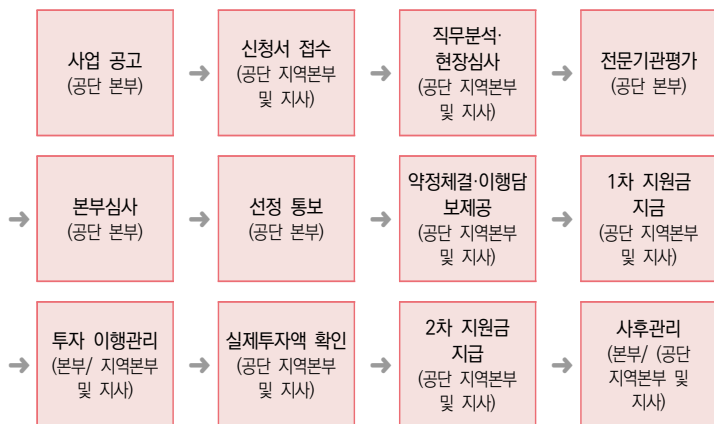 사업 공고
(공단 본부)
신청서 접수
(공단 지역본부
및 지사)
직무분석·
현장심사
(공단 지역본부
및 지사)
전문기관평가
(공단 본부)
본부심사
(공단 본부)
선정 통보
(공단 본부)
약정체결·이행담
보제공
(공단 지역본부
및 지사)
1차 지원금
지금
(공단 지역본부
및 지사)
투자 이행관리
(본부/ 지역본부
및 지사)
실제투자액 확인
(공단 지역본부
및 지사)
2차 지원금
지급
(공단 지역본부
및 지사)
사후관리
(본부/ (공단
지역본부 및
지사)